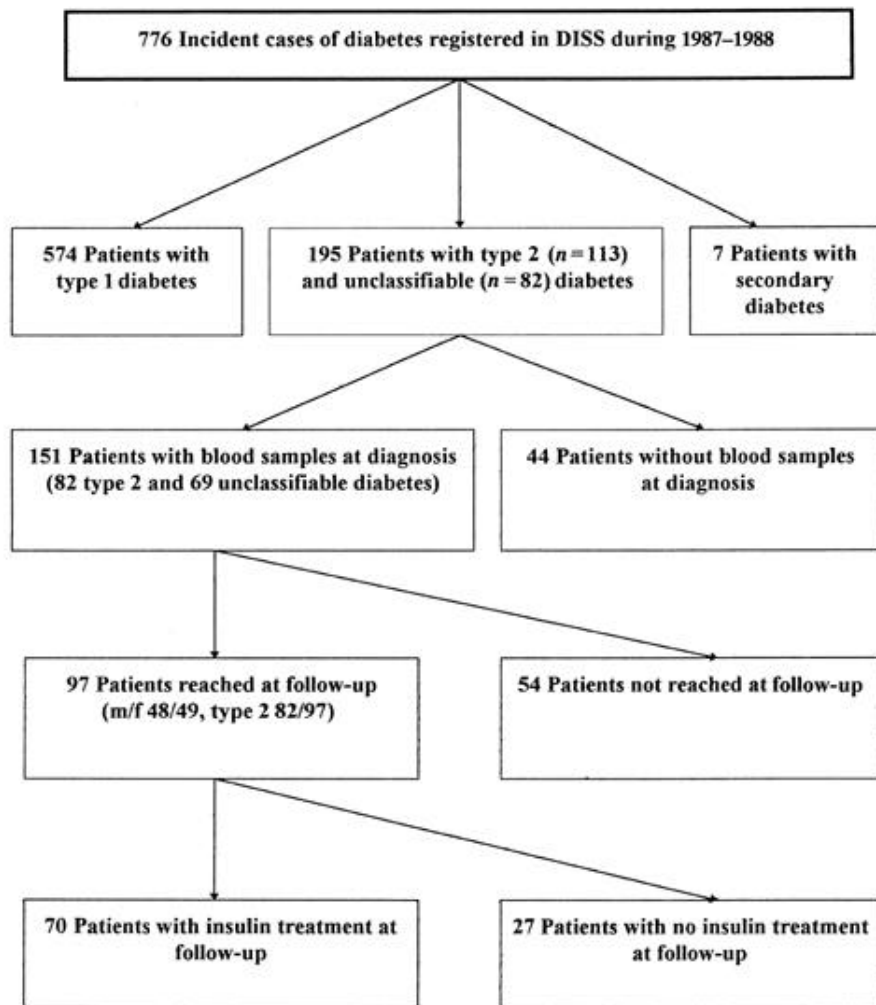 776 Incident cases of diabetes registered in DISS during 1987–1988
574 Patients with
type 1 diabetes
195 Patients with type 2 (n=113)
and unclassifiable (n=82) diabetes
7 Patients with
secondary
diabetes
151 Patients with blood samples at diagnosis
(82 type 2 and 69 unclassifiable diabetes)
44 Patients without blood samples
at diagnosis
97 Patients reached at follow-up
(m/f 48/49, type 2 82/97)
54 Patients not reached at follow-up
70 Patients with insulin treatment at
follow-up
27 Patients with no insulin treatment
at follow-up